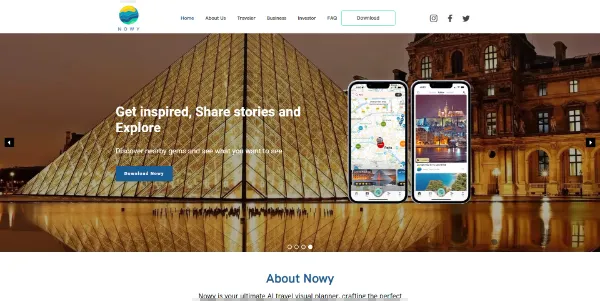 NOWY
Home
About Us
Traveler
Business
Investor
FAQ
Download
Get inspired, Share stories and
Explore
Discover nearby gems and see what you want to see
Download Nowy
About Nowy
Nowy is your ultimate AI travel visual planner, crafting the perfect